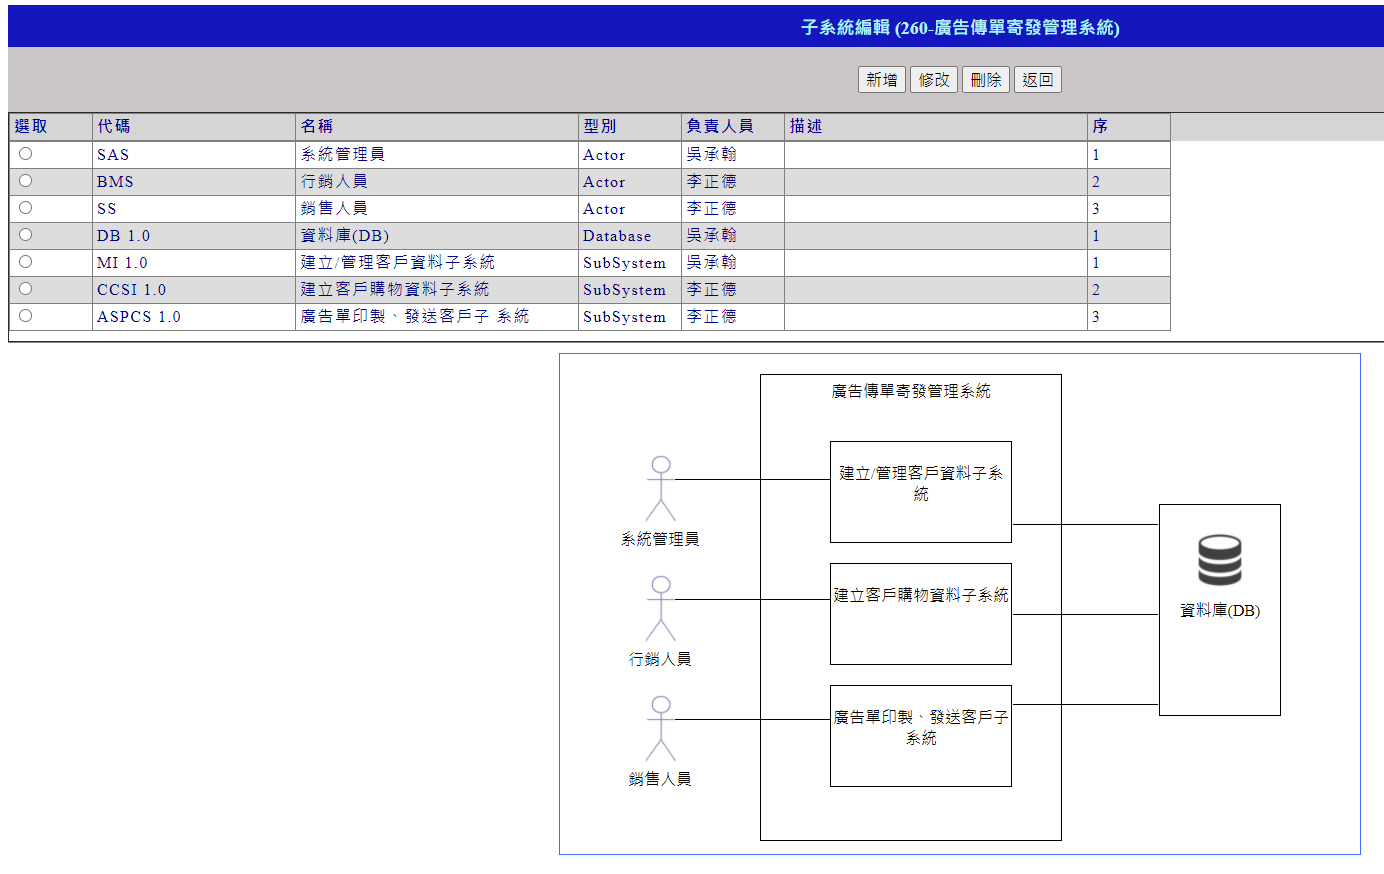 子系統編輯 (260-廣告傳單寄發管理系統)
新增 修改 刪除 返回
選取 代碼 名稱 型別 負責人員 描述 序
SAS 系統管理員 Actor 吳承翰 1
BMS 行銷人員 Actor 李正德 2
SS 銷售人員 Actor 李正德 3
DB 1.0 資料庫(DB) Database 吳承翰 1
MI 1.0 建立/管理客戶資料子系統 SubSystem 吳承翰 1
CCSI 1.0 建立客戶購物資料子系統 SubSystem 李正德 2
ASPCS 1.0 廣告單印製、發送客戶子 系統 SubSystem 李正德 3
廣告傳單寄發管理系統
建立/管理客戶資料子系
統
系統管理員
建立客戶購物資料子系統
資料庫(DB)
行銷人員
廣告單印製、發送客戶子
系統
銷售人員